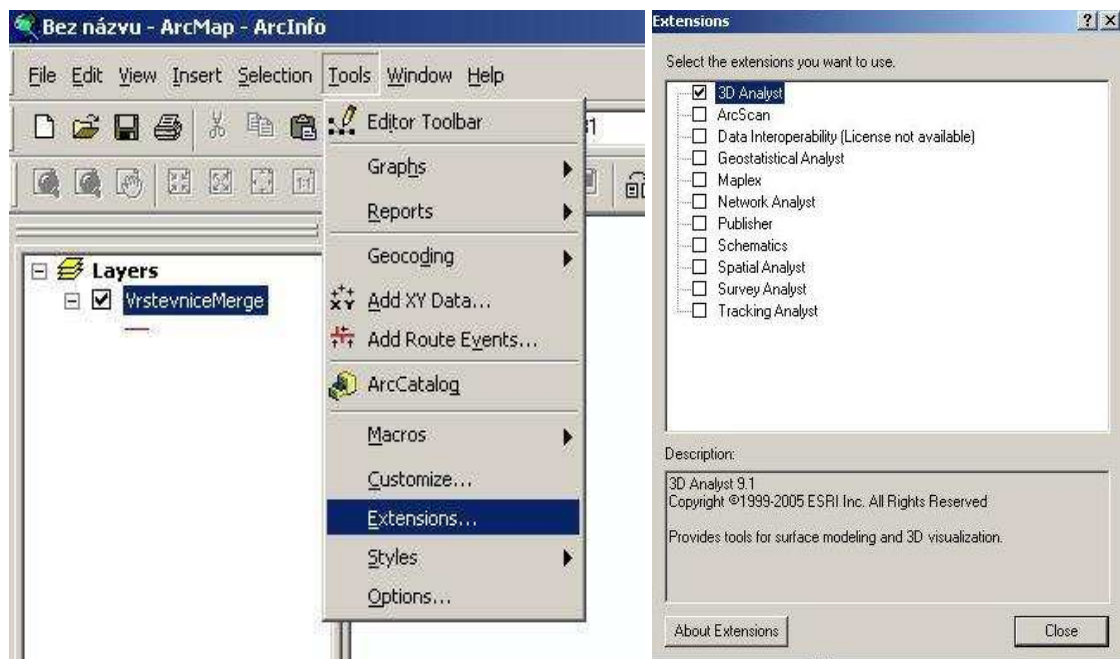 Bez názvu - ArcMap - ArcInfo
File Edit View Insert Selection Tools Window Help
Editor Toolbar
Graphs
Reports
Geocoding
Add XY Data...
Add Route Events...
ArcCatalog
Macros
Customize...
Extensions...
Styles
Options...
1:1
Layers
VrstevniceMerge
Extensions
Select the extensions you want to use.
3D Analyst
ArcScan
Data Interoperability (License not available)
Geostatistical Analyst
Maplex
Network Analyst
Publisher
Schematics
Spatial Analyst
Survey Analyst
Tracking Analyst
Description:
3D Analyst 9.1
Copyright ©1999-2005 ESRI Inc. All Rights Reserved
Provides tools for surface modeling and 3D visualization.
About Extensions
Close